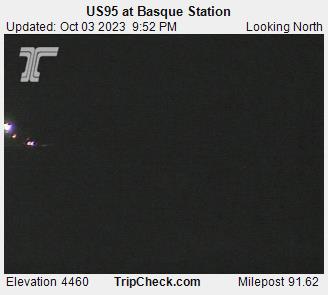 US95 at Basque Station
Updated: Oct 03 2023 9:52 PM Looking North
Elevation 4460 TripCheck.com Milepost 91.62